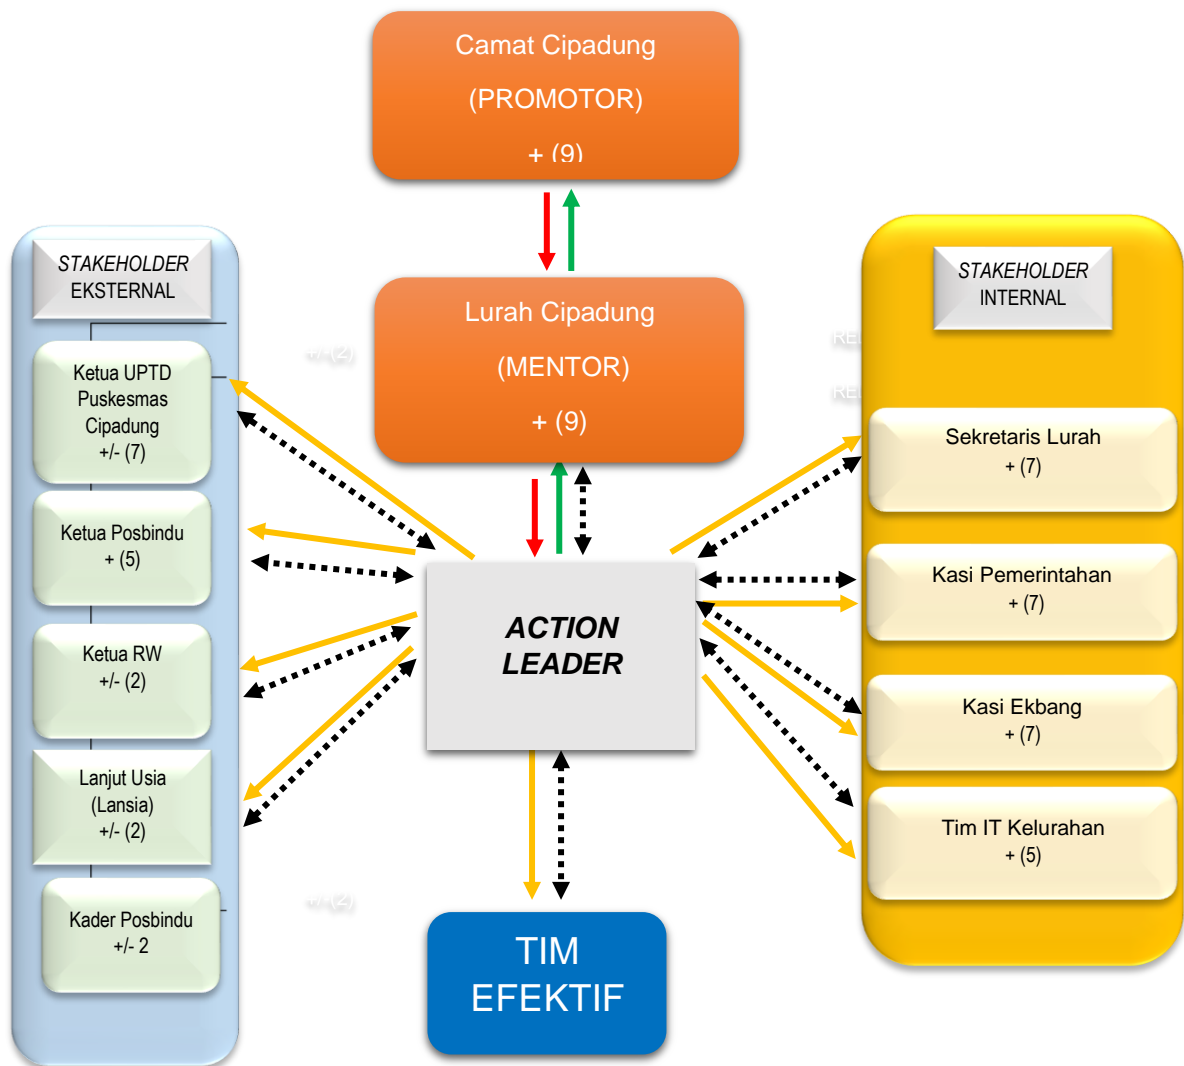 Camat Cipadung
(PROMOTOR)
+ (9)
STAKEHOLDER
EKSTERNAL
Ketua UPTD
Puskesmas
Cipadung
+/- (7)
Ketua Posbindu
+ (5)
Ketua RW
+/- (2)
Lanjut Usia
(Lansia)
+/- (2)
Kader Posbindu
+/- 2
+/-(2)
+/-(2)
Lurah Cipadung
(MENTOR)
+ (9)
ACTION
LEADER
TIM
EFEKTIF
STAKEHOLDER
INTERNAL
Sekretaris Lurah
+ (7)
Kasi Pemerintahan
+ (7)
Kasi Ekbang
+ (7)
Tim IT Kelurahan
+ (5)